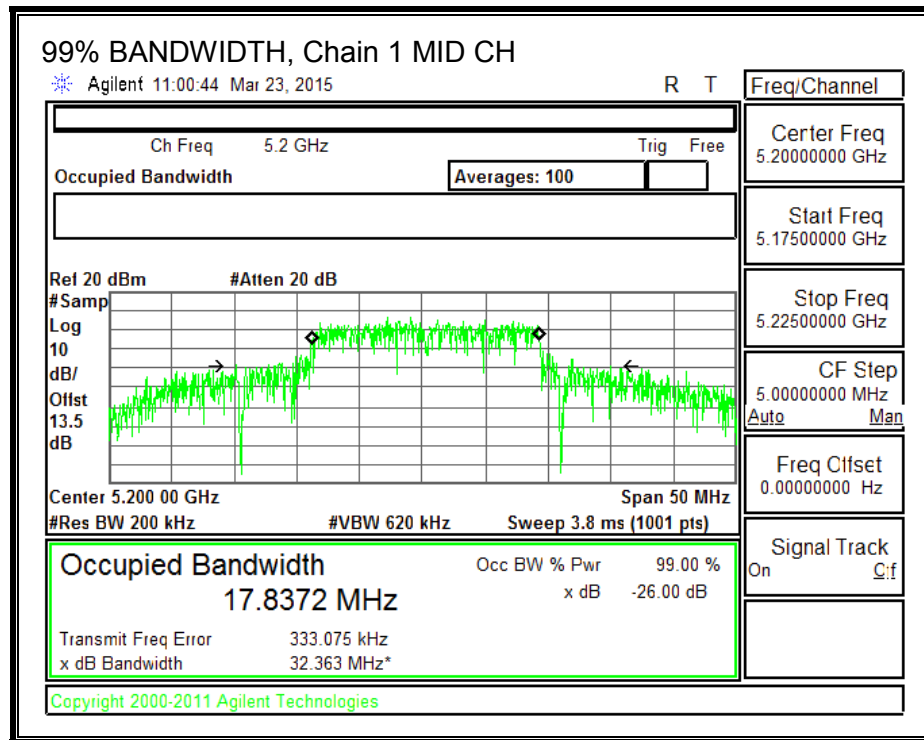 99% BANDWIDTH, Chain 1 MID CH
Agilent 11:00:44 Mar 23, 2015 R T
Freq/Channel
Ch Freq 5.2 GHz Trig Free
Occupied Bandwidth Averages: 100
Center Freq
5.20000000 GHz
Start Freq
5.17500000 GHz
Stop Freq
5.22500000 GHz
CF Step
5.00000000 MHz
Auto Man
Freq Offset
0.00000000 Hz
Signal Track
On Off
Ref 20 dBm #Atten 20 dB
#Samp
Log
10
dB/
Offst
13.5
dB
Center 5.200 00 GHz Span 50 MHz
#Res BW 200 kHz #VBW 620 kHz Sweep 3.8 ms (1001 pts)
Occupied Bandwidth Occ BW % Pwr 99.00 %
17.8372 MHz x dB -26.00 dB
Transmit Freq Error 333.075 kHz
x dB Bandwidth 32.363 MHz*
Copyright 2000-2011 Agilent Technologies